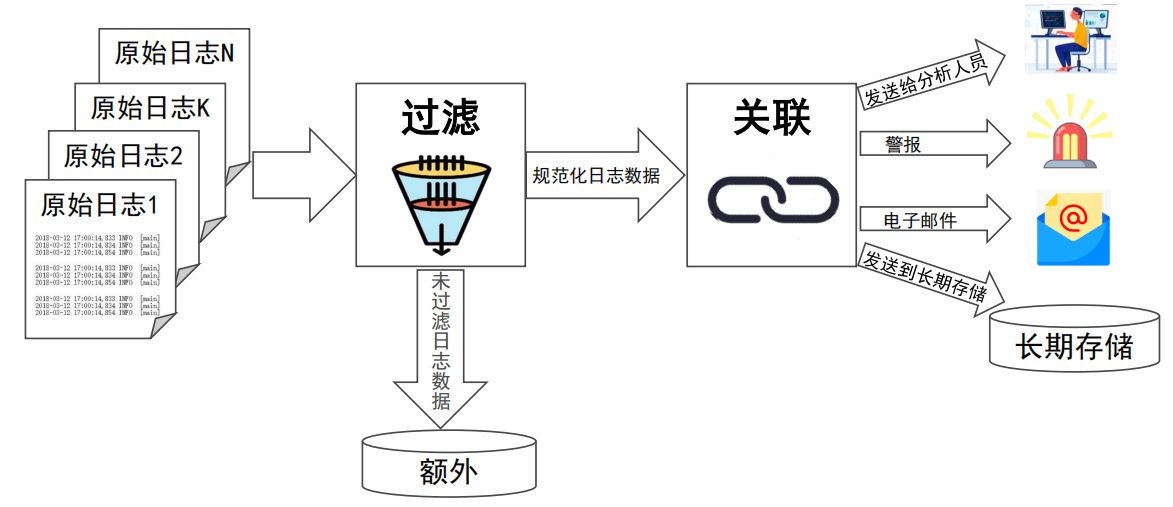 原始日志N
原始日志K
原始日志2
原始日志1
2018-03-12 17:00:14,833 INFO [main]
2018-03-12 17:00:14,834 INFO [main]
2018-03-12 17:00:14,854 INFO [main]
2018-03-12 17:00:14,833 INFO [main]
2018-03-12 17:00:14,834 INFO [main]
2018-03-12 17:00:14,854 INFO [main]
2018-03-12 17:00:14,833 INFO [main]
2018-03-12 17:00:14,834 INFO [main]
2018-03-12 17:00:14,854 INFO [main]
过滤
规范化日志数据
未过滤日志数据
额外
关联
发送给分析人员
警报
电子邮件
@
发送到长期存储
长期存储